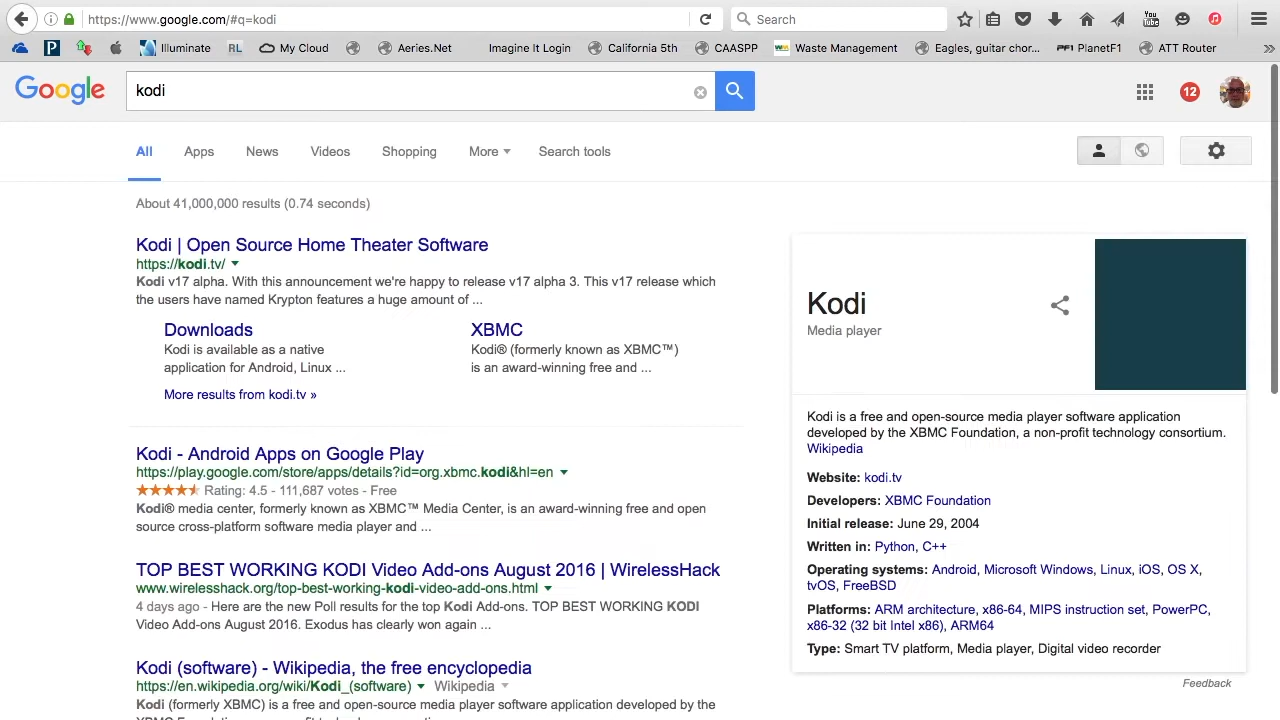 https://www.google.com/#q=kodi
Search
You Tube
P
Illuminate
RL
My Cloud
Aeries.Net
Imagine It Login
California 5th
CAASPP
WM
Waste Management
Eagles, guitar chor...
PF1
PlanetF1
ATT Router
Google
kodi
12
All
Apps
News
Videos
Shopping
More
Search tools
About 41,000,000 results (0.74 seconds)
Kodi | Open Source Home Theater Software
https://kodi.tv/
Kodi v17 alpha. With this announcement we're happy to release v17 alpha 3. This v17 release which
the users have named Krypton features a huge amount of ...
Downloads
Kodi is available as a native
application for Android, Linux ...
XBMC
Kodi® (formerly known as XBMC™)
is an award-winning free and ...
More results from kodi.tv »
Kodi - Android Apps on Google Play
https://play.google.com/store/apps/details?id=org.xbmc.kodi&hl=en
Rating: 4.5 - 111,687 votes - Free
Kodi® media center, formerly known as XBMC™ Media Center, is an award-winning free and open
source cross-platform software media player and ...
TOP BEST WORKING KODI Video Add-ons August 2016 | WirelessHack
www.wirelesshack.org/top-best-working-kodi-video-add-ons.html
4 days ago - Here are the new Poll results for the top Kodi Add-ons. TOP BEST WORKING KODI
Video Add-ons August 2016. Exodus has clearly won again ...
Kodi (software) - Wikipedia, the free encyclopedia
https://en.wikipedia.org/wiki/Kodi_(software) Wikipedia
Kodi (formerly XBMC) is a free and open-source media player software application developed by the
Kodi
Media player
Kodi is a free and open-source media player software application
developed by the XBMC Foundation, a non-profit technology consortium.
Wikipedia
Website: kodi.tv
Developers: XBMC Foundation
Initial release: June 29, 2004
Written in: Python, C++
Operating systems: Android, Microsoft Windows, Linux, iOS, OS X,
tvOS, FreeBSD
Platforms: ARM architecture, x86-64, MIPS instruction set, PowerPC,
x86-32 (32 bit Intel x86), ARM64
Type: Smart TV platform, Media player, Digital video recorder
Feedback